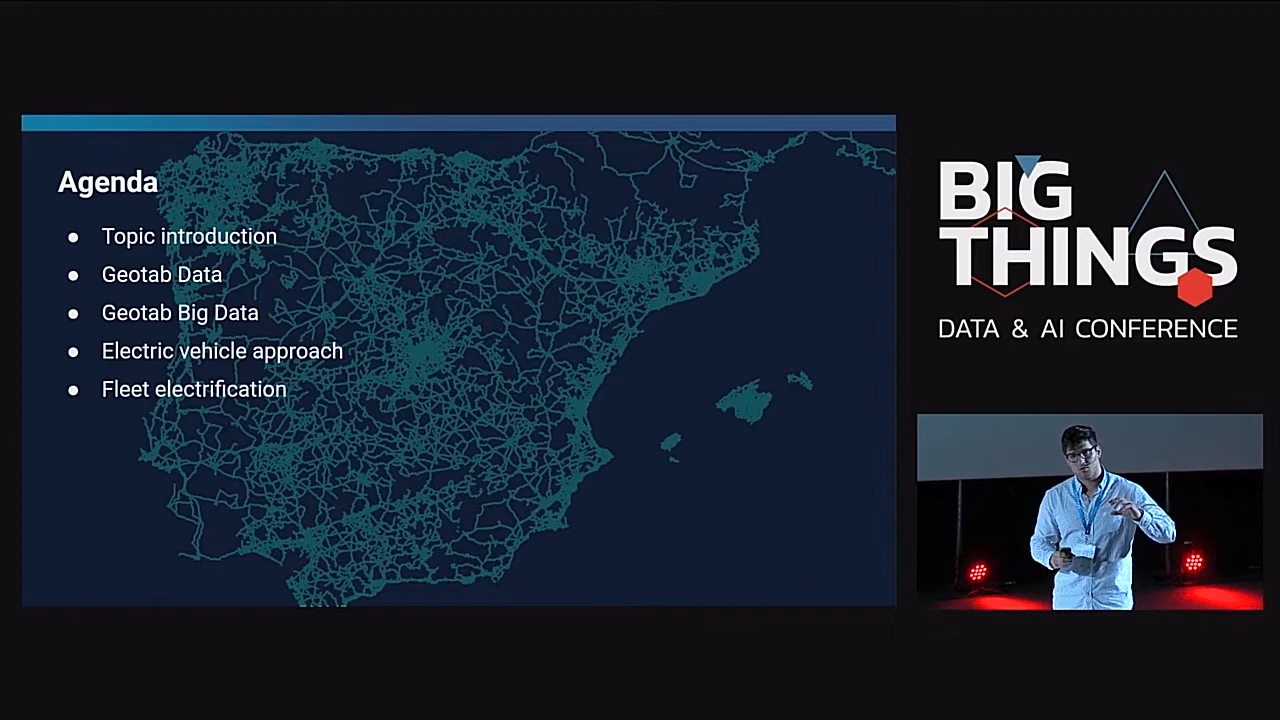 Agenda
● Topic introduction
● Geotab Data
● Geotab Big Data
● Electric vehicle approach
● Fleet electrification
BIG
THINGS
DATA & AI CONFERENCE